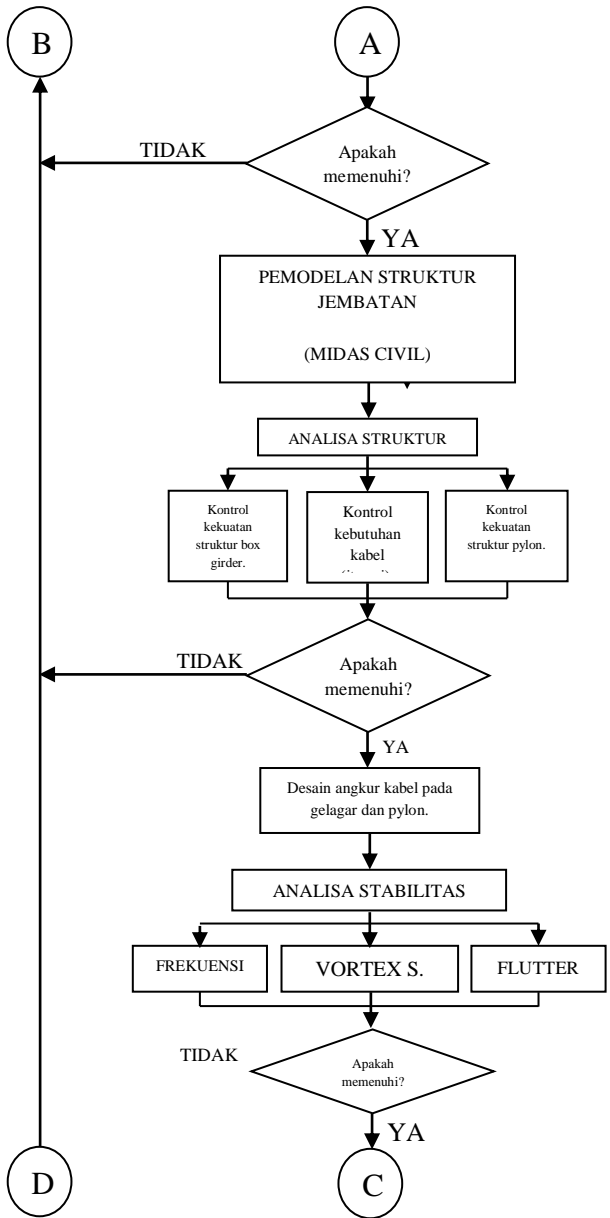 B
A
TIDAK
Apakah
memenuhi?
YA
PEMODELAN STRUKTUR
JEMBATAN
(MIDAS CIVIL)
ANALISA STRUKTUR
Kontrol
kekuatan
struktur box
girder.
Kontrol
kebutuhan
kabel
Kontrol
kekuatan
struktur pylon.
TIDAK
Apakah
memenuhi?
YA
Desain angkur kabel pada
gelagar dan pylon.
ANALISA STABILITAS
FREKUENSI
VORTEX S.
FLUTTER
TIDAK
Apakah
memenuhi?
YA
D
C